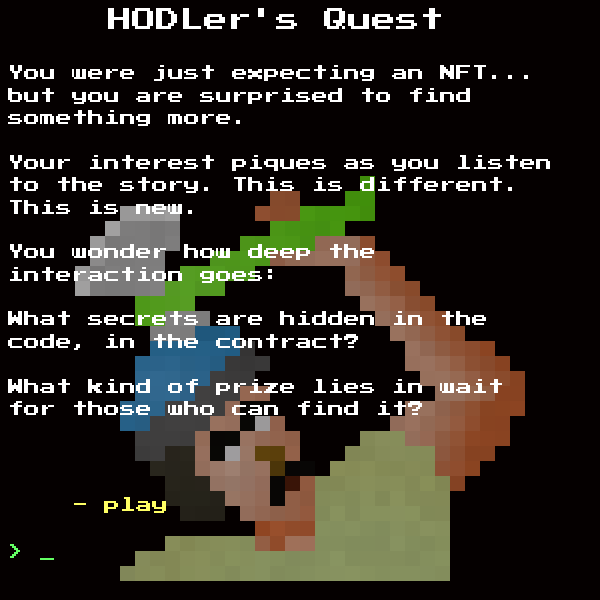 HODLer's Quest
You were just expecting an NFT...
but you are surprised to find
something more.
Your interest piques as you listen
to the story. This is different.
This is new.
You wonder how deep the
interaction goes:
What secrets are hidden in the
code, in the contract?
What kind of prize lies in wait
for those who can find it?
- play
> _